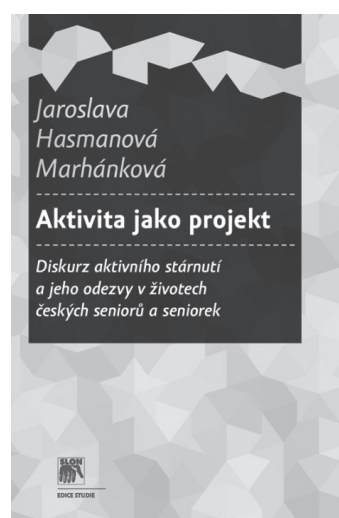 Jaroslava
Hasmanová
Marhánková
Aktivita jako projekt
Diskurz aktivního stárnutí
a jeho odezvy v životech
českých seniorů a seniorek
SLON
EDICE STUDIE